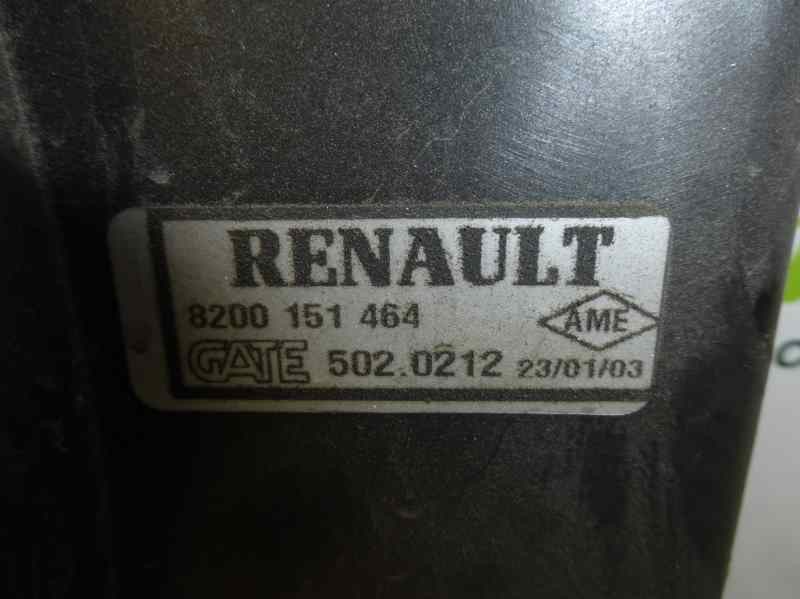 RENAULT
8200 151 464 AME
GATE 502.0212 23/01/03